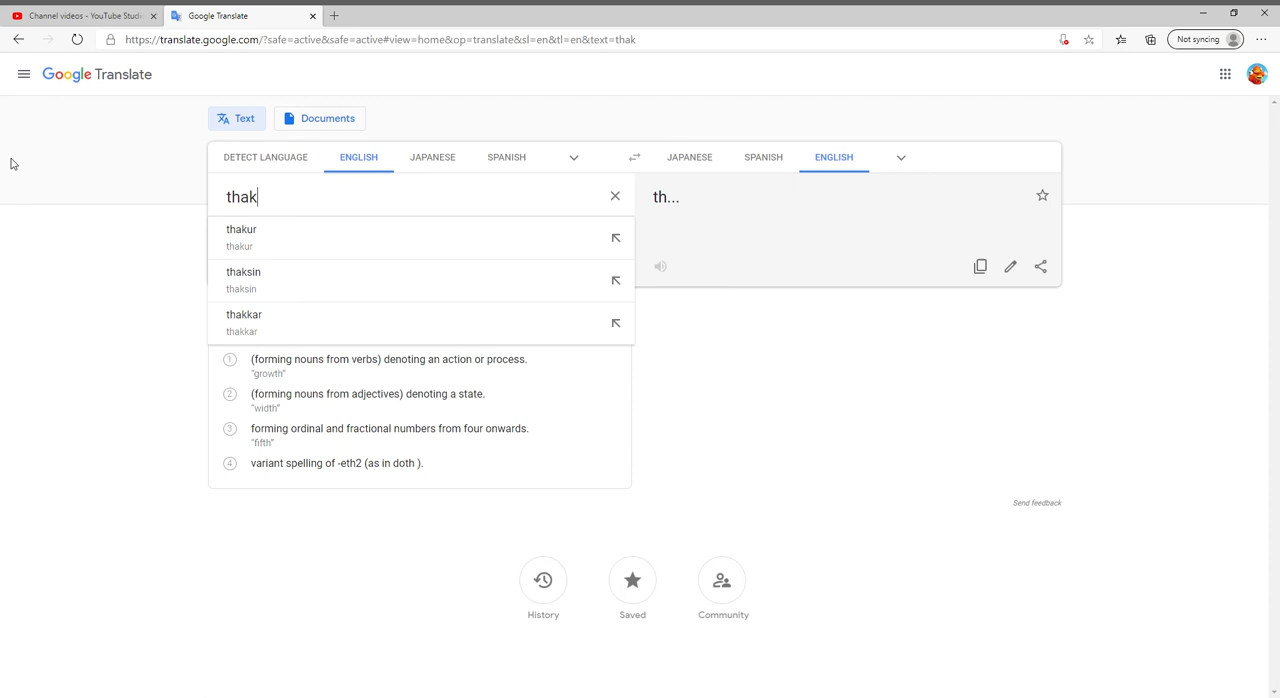 Channel videos - YouTube Studi
Google Translate
https://translate.google.com/?safe=active&safe=active#view=home&op=translate&sl=en&tl=en&text=thak
Not syncing
Google Translate
Text
Documents
DETECT LANGUAGE ENGLISH JAPANESE SPANISH
JAPANESE SPANISH ENGLISH
thak
th...
thakur
thakur
thaksin
thaksin
thakkar
thakkar
1 (forming nouns from verbs) denoting an action or process.
"growth"
2 (forming nouns from adjectives) denoting a state.
"width"
3 forming ordinal and fractional numbers from four onwards.
"fifth"
4 variant spelling of -eth2 (as in doth ).
Send feedback
History
Saved
Community